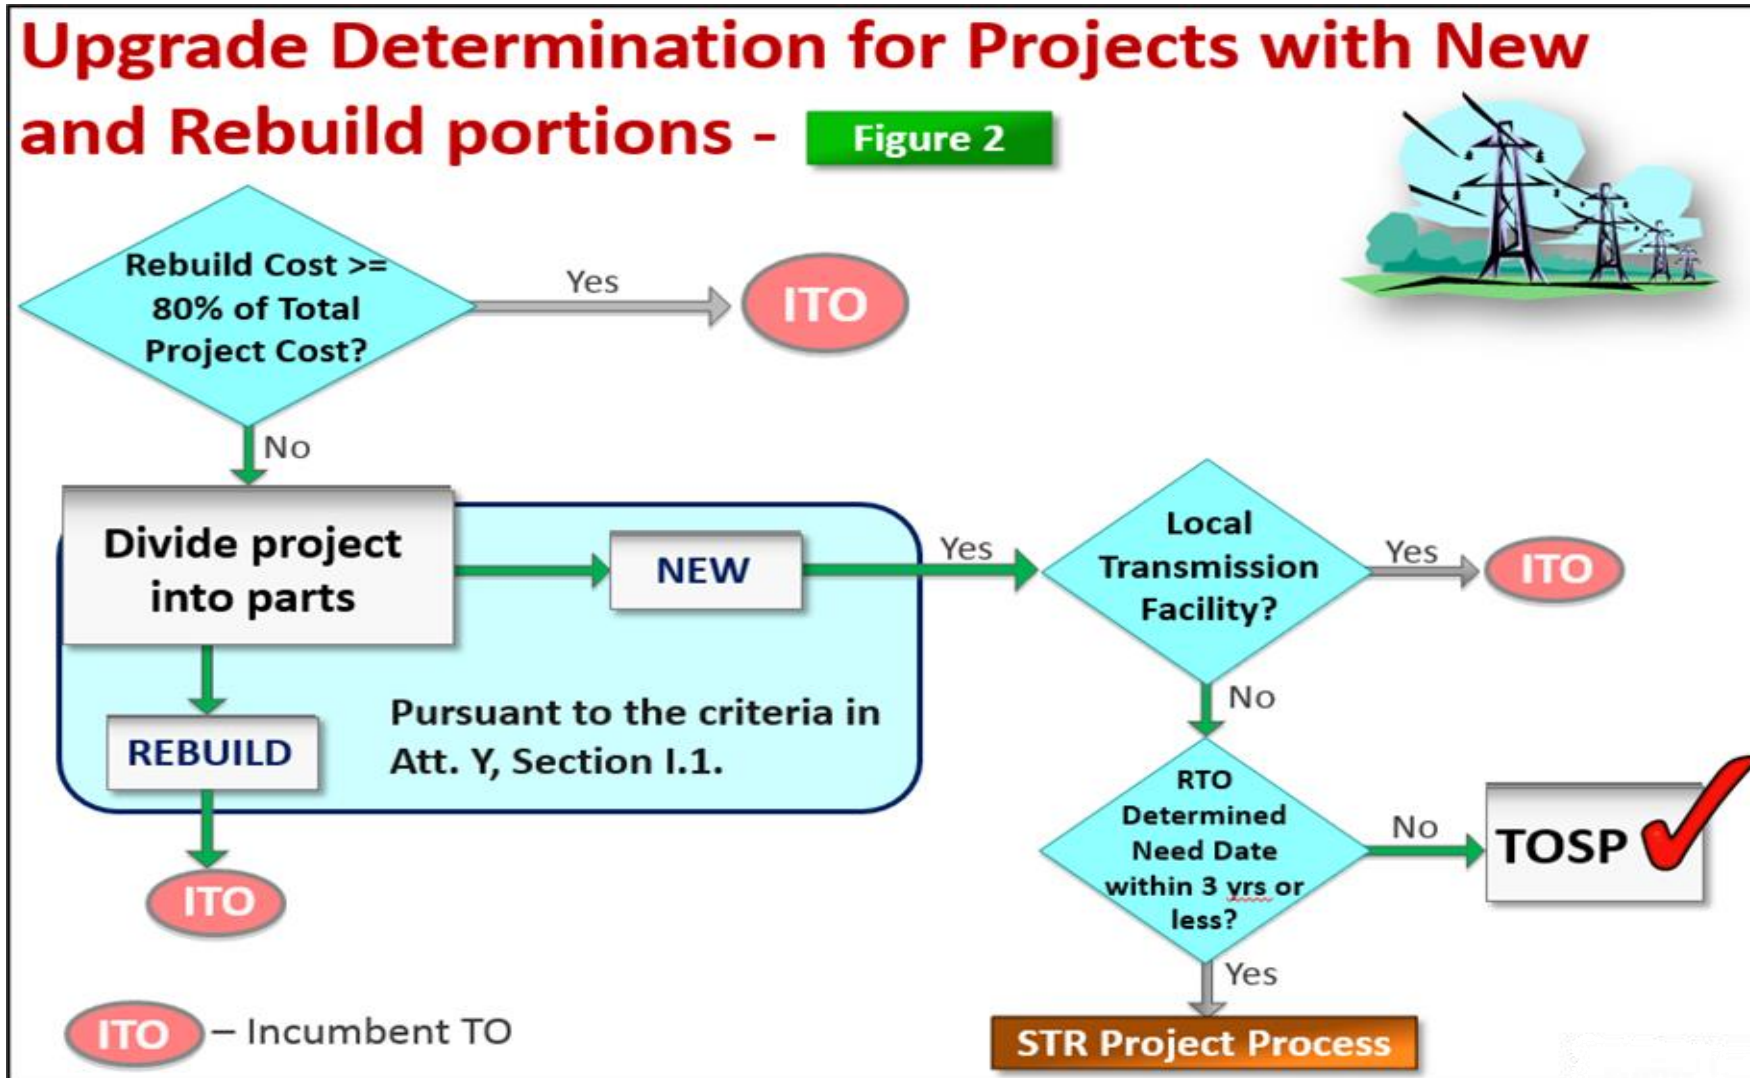 Upgrade Determination for Projects with New
and Rebuild portions - Figure 2
Rebuild Cost >=
80% of Total
Project Cost?
Yes
ITO
No
Divide project
into parts
NEW
Yes
Local
Transmission
Facility?
Yes
ITO
REBUILD
Pursuant to the criteria in
Att. Y, Section I.1.
ITO
No
RTO
Determined
Need Date
within 3 yrs or
less?
No
TOSP
Yes
STR Project Process
ITO – Incumbent TO